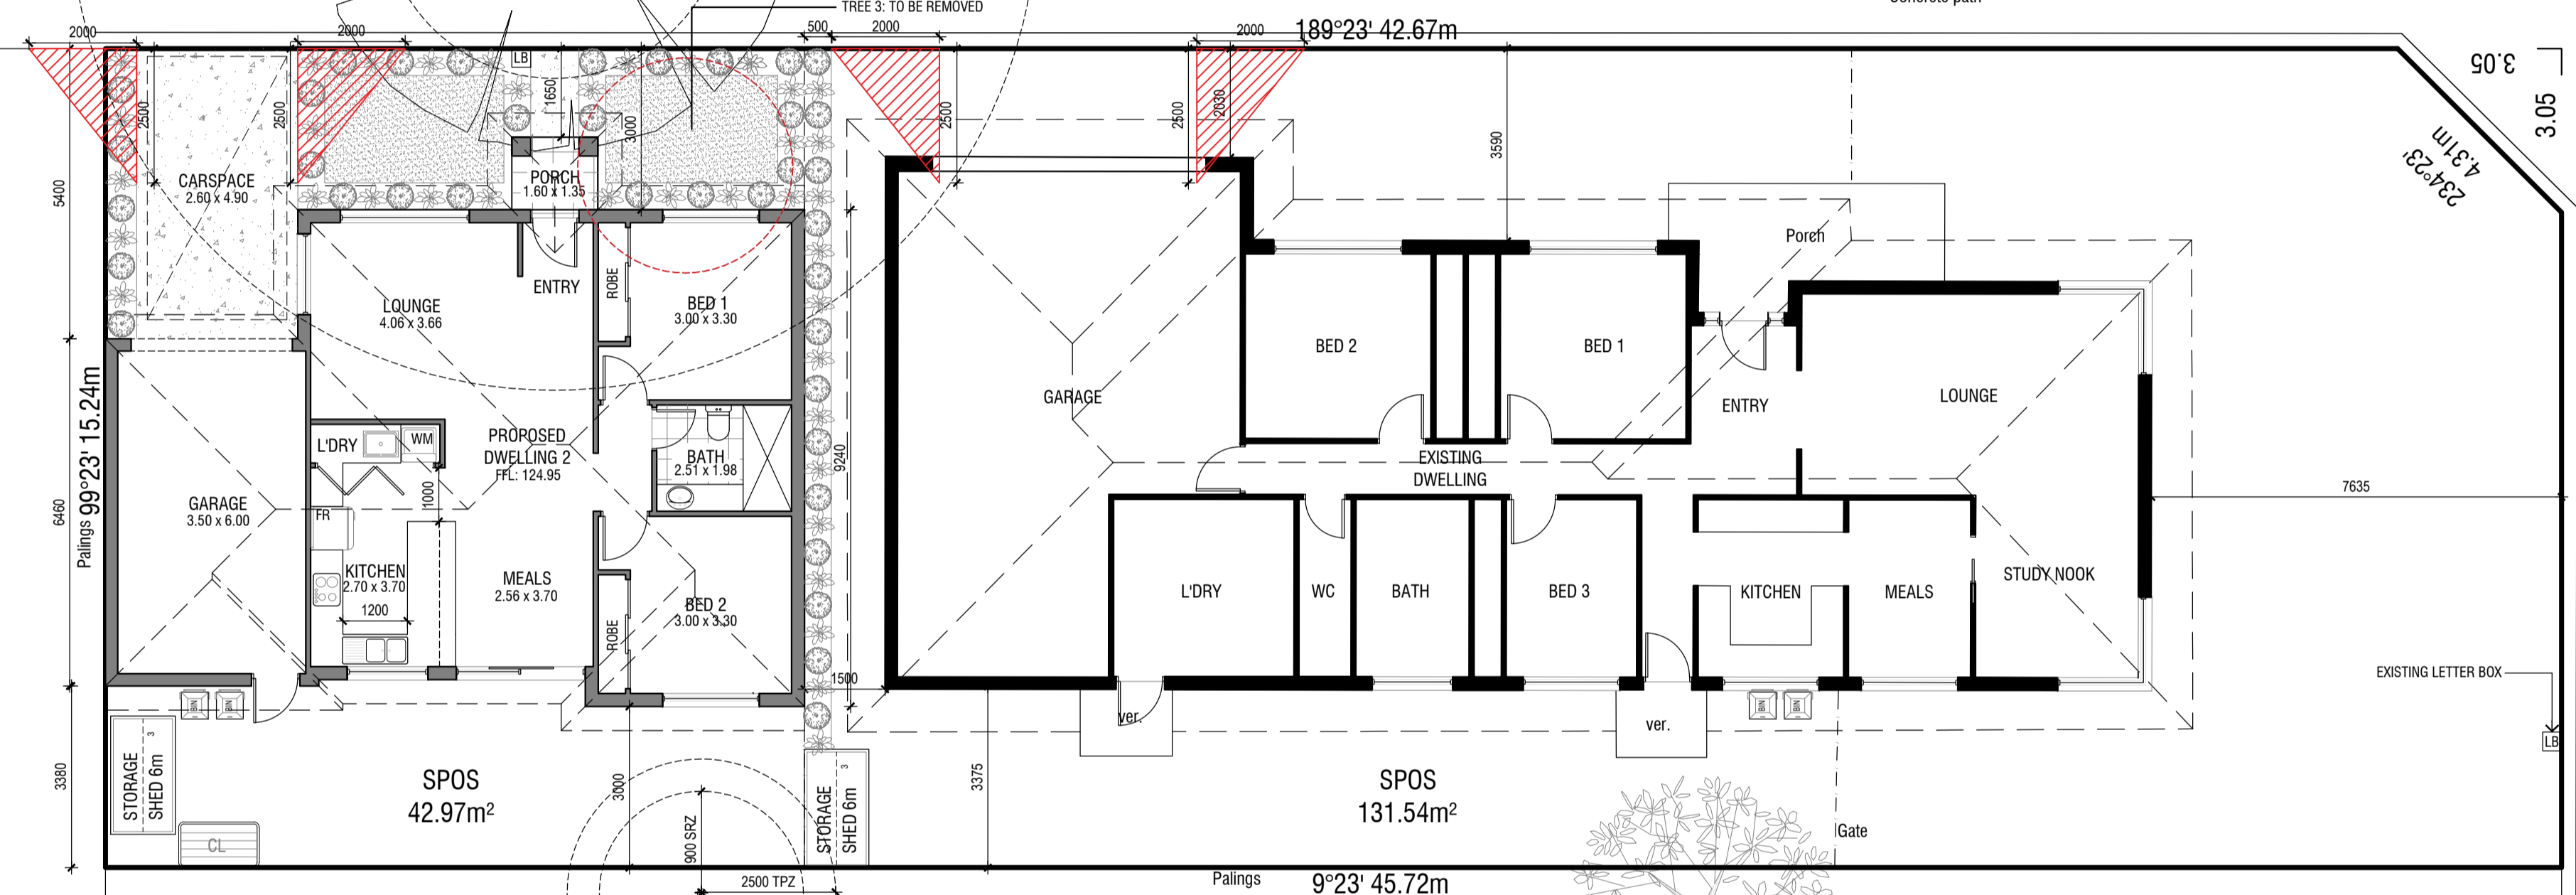 Concrete path
TREE 3: TO BE REMOVED
189°23' 42.67m
2000
2000
500
2000
2000
LB
1650
3000
2500
2500
2500
2500
2030
3590
3.05
3.05
234°23'
4.31m
5400
CARSPACE
2.60 x 4.90
PORCH
1.60 x 1.35
Porch
LOUNGE
4.06 x 3.66
ENTRY
ROBE
BED 1
3.00 x 3.30
GARAGE
BED 2
BED 1
ENTRY
LOUNGE
Palings
99°23' 15.24m
6460
L'DRY
WM
PROPOSED
DWELLING 2
FFL: 124.95
BATH
2.51 x 1.98
9240
EXISTING
DWELLING
7635
GARAGE
3.50 x 6.00
FR
1000
KITCHEN
2.70 x 3.70
1200
MEALS
2.56 x 3.70
ROBE
BED 2
3.00 x 3.30
L'DRY
WC
BATH
BED 3
KITCHEN
MEALS
STUDY NOOK
1500
EXISTING LETTER BOX
LB
BIN
BIN
BIN
BIN
ver.
ver.
3380
STORAGE
SHED 6m
3
CL
SPOS
42.97m²
3000
900 SRZ
2500 TPZ
STORAGE
SHED 6m
3
3375
SPOS
131.54m²
Gate
Palings
9°23' 45.72m